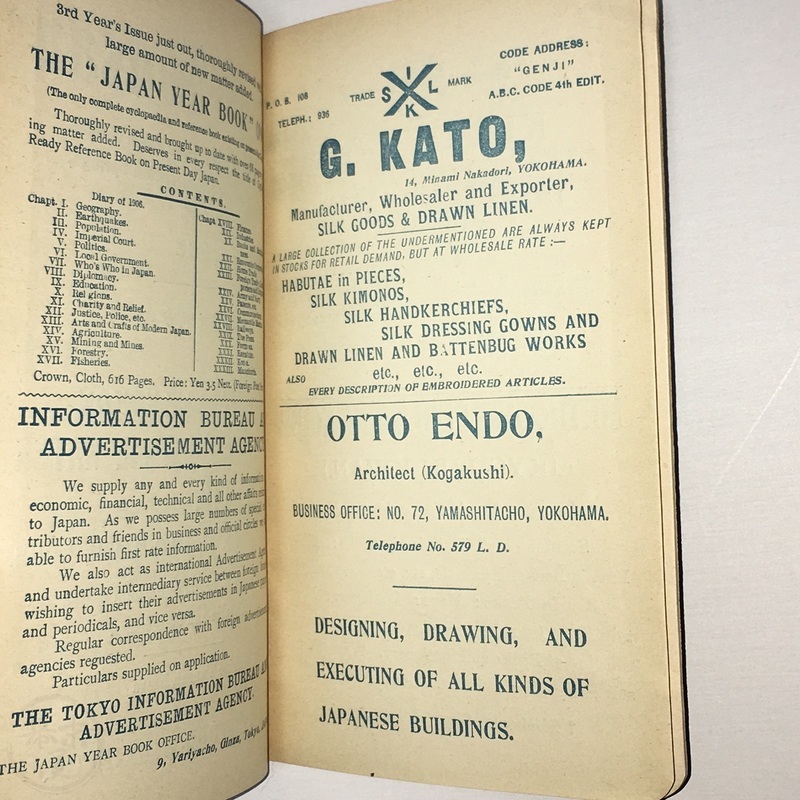 3rd Year's Issue just out, thoroughly revised
large amount of new matter added.
THE "JAPAN YEAR BOOK"
(The only complete cyclopaedia and reference book existing on
Thoroughly revised and brought up to date with over
ing matter added. Deserves in every respect the title of
Ready Reference Book on Present Day Japan.
CONTENTS.
Diary of 1906.
Chapt. I. Geography.
II. Earthquakes.
III. Population.
IV. Imperial Court.
V. Politics.
VI. Local Government.
VII. Who's Who in Japan.
VIII. Diplomacy.
IX. Education.
X. Religions.
XI. Charity and Relief.
XII. Justice, Police, etc.
XIII. Arts and Crafts of Modern Japan.
XIV. Agriculture.
XV. Mining and Mines.
XVI. Forestry.
XVII. Fisheries.
Chapt. XVIII.
Crown, Cloth, 616 Pages. Price: Yen 3.5 Nett. (Foreign
INFORMATION BUREAU
ADVERTISEMENT AGENCY
We supply any and every kind of
economic, financial, technical and all other affairs
to Japan. As we possess large numbers of
tributors and friends in business and official circles
able to furnish first rate information.
We also act as international Advertisement
and undertake intermediary service between foreign
wishing to insert their advertisements in Japanese
and periodicals, and vice versa.
Regular correspondence with foreign
agencies reguested.
Particulars supplied on application.
THE TOKYO INFORMATION BUREAU
ADVERTISEMENT AGENCY.
THE JAPAN YEAR BOOK OFFICE.
9, Yariyacho, Ginza, Tokyo,
P. O. B. 108
TELEPH.: 936
TRADE SILK MARK
CODE ADDRESS:
"GENJI"
A.B.C. CODE 4th EDIT.
G. KATO,
14, Minami Nakadori, YOKOHAMA.
Manufacturer, Wholesaler and Exporter,
SILK GOODS & DRAWN LINEN.
A LARGE COLLECTION OF THE UNDERMENTIONED ARE ALWAYS KEPT
IN STOCKS FOR RETAIL DEMAND, BUT AT WHOLESALE RATE :—
HABUTAE in PIECES,
SILK KIMONOS,
SILK HANDKERCHIEFS,
SILK DRESSING GOWNS AND
DRAWN LINEN AND BATTENBUG WORKS
etc., etc., etc.
ALSO
EVERY DESCRIPTION OF EMBROIDERED ARTICLES.
OTTO ENDO,
Architect (Kogakushi).
BUSINESS OFFICE: NO. 72, YAMASHITACHO, YOKOHAMA.
Telephone No. 579 L. D.
DESIGNING, DRAWING, AND
EXECUTING OF ALL KINDS OF
JAPANESE BUILDINGS.